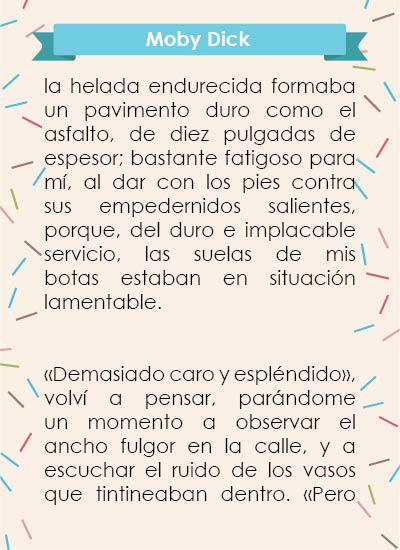 Moby Dick
la helada endurecida formaba
un pavimento duro como el
asfalto, de diez pulgadas de
espesor; bastante fatigoso para
mí, al dar con los pies contra
sus empedernidos salientes,
porque, del duro e implacable
servicio, las suelas de mis
botas estaban en situación
lamentable.
«Demasiado caro y espléndido»,
volví a pensar, parándome
un momento a observar el
ancho fulgor en la calle, y a
escuchar el ruido de los vasos
que tintineaban dentro. «Pero